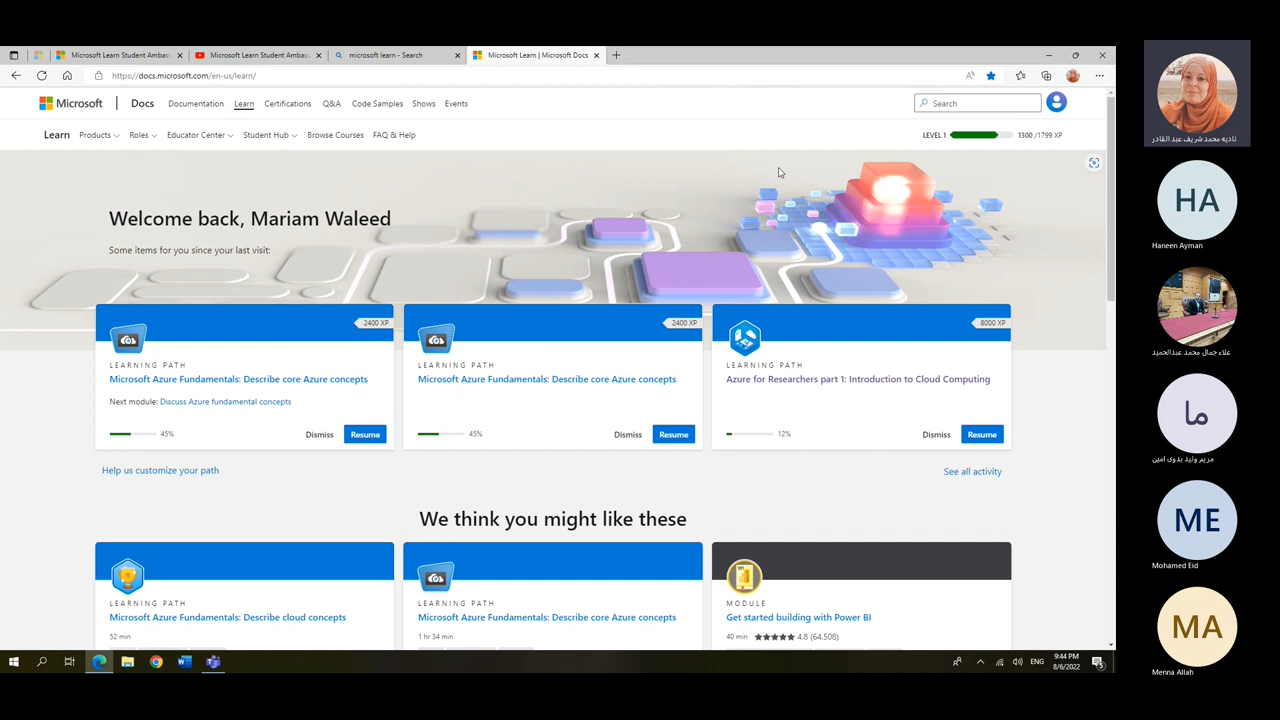 Microsoft Learn Student Ambas
Microsoft Learn Student Ambass
microsoft learn - Search
Microsoft Learn | Microsoft Docs
https://docs.microsoft.com/en-us/learn/
Microsoft
Docs
Documentation
Learn
Certifications
Q&A
Code Samples
Shows
Events
Search
Learn
Products
Roles
Educator Center
Student Hub
Browse Courses
FAQ & Help
LEVEL 1
1300 /1799 XP
Welcome back, Mariam Waleed
Some items for you since your last visit:
2400 XP
LEARNING PATH
Microsoft Azure Fundamentals: Describe core Azure concepts
Next module: Discuss Azure fundamental concepts
45%
Dismiss
Resume
2400 XP
LEARNING PATH
Microsoft Azure Fundamentals: Describe core Azure concepts
45%
Dismiss
Resume
8000 XP
LEARNING PATH
Azure for Researchers part 1: Introduction to Cloud Computing
12%
Dismiss
Resume
Help us customize your path
See all activity
We think you might like these
LEARNING PATH
Microsoft Azure Fundamentals: Describe cloud concepts
52 min
LEARNING PATH
Microsoft Azure Fundamentals: Describe core Azure concepts
1 hr 34 min
MODULE
Get started building with Power BI
40 min
4.8 (64,508)
ENG
9:44 PM
8/6/2022
ناديه محمد شريف عبد القادر
HA
Haneen Ayman
علاء جمال محمد عبدالحميد
ما
مريم وليد بدوى امين
ME
Mohamed Eid
MA
Menna Allah